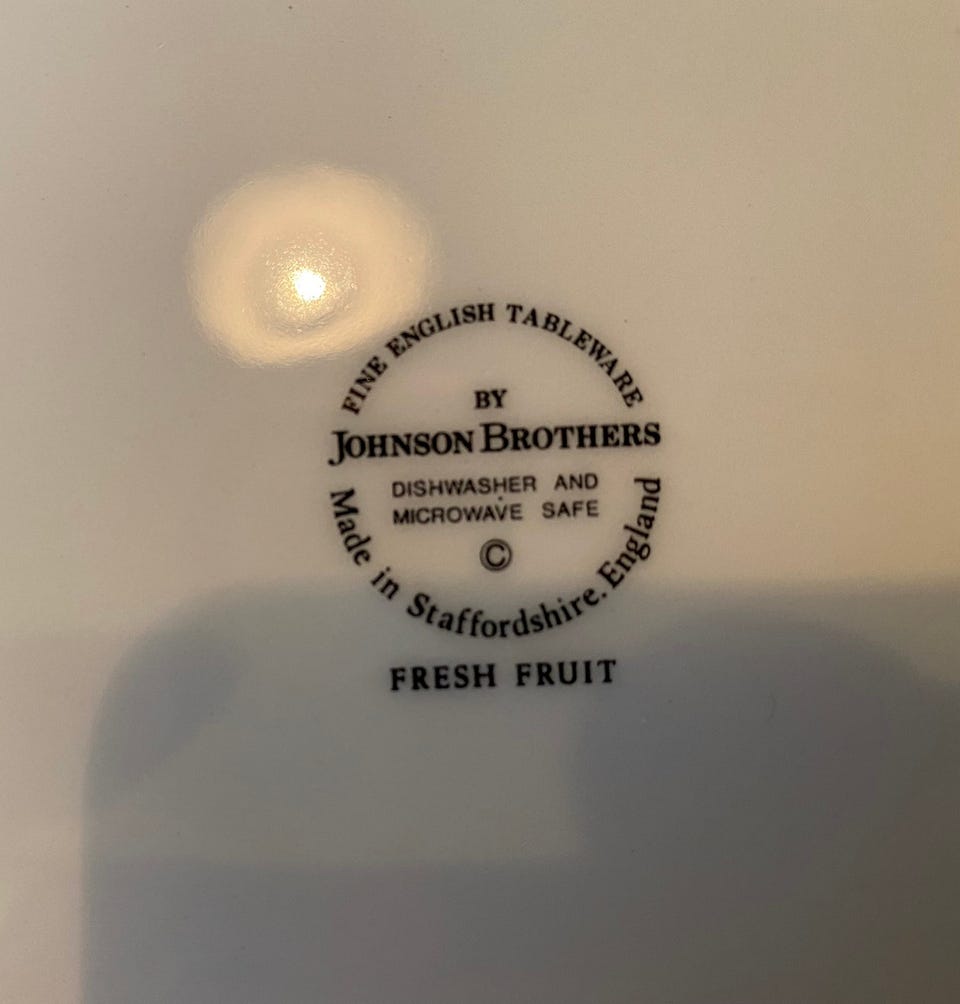 FINE ENGLISH TABLEWARE
BY
JOHNSON BROTHERS
DISHWASHER AND
MICROWAVE SAFE
©
Made in Staffordshire. England
FRESH FRUIT